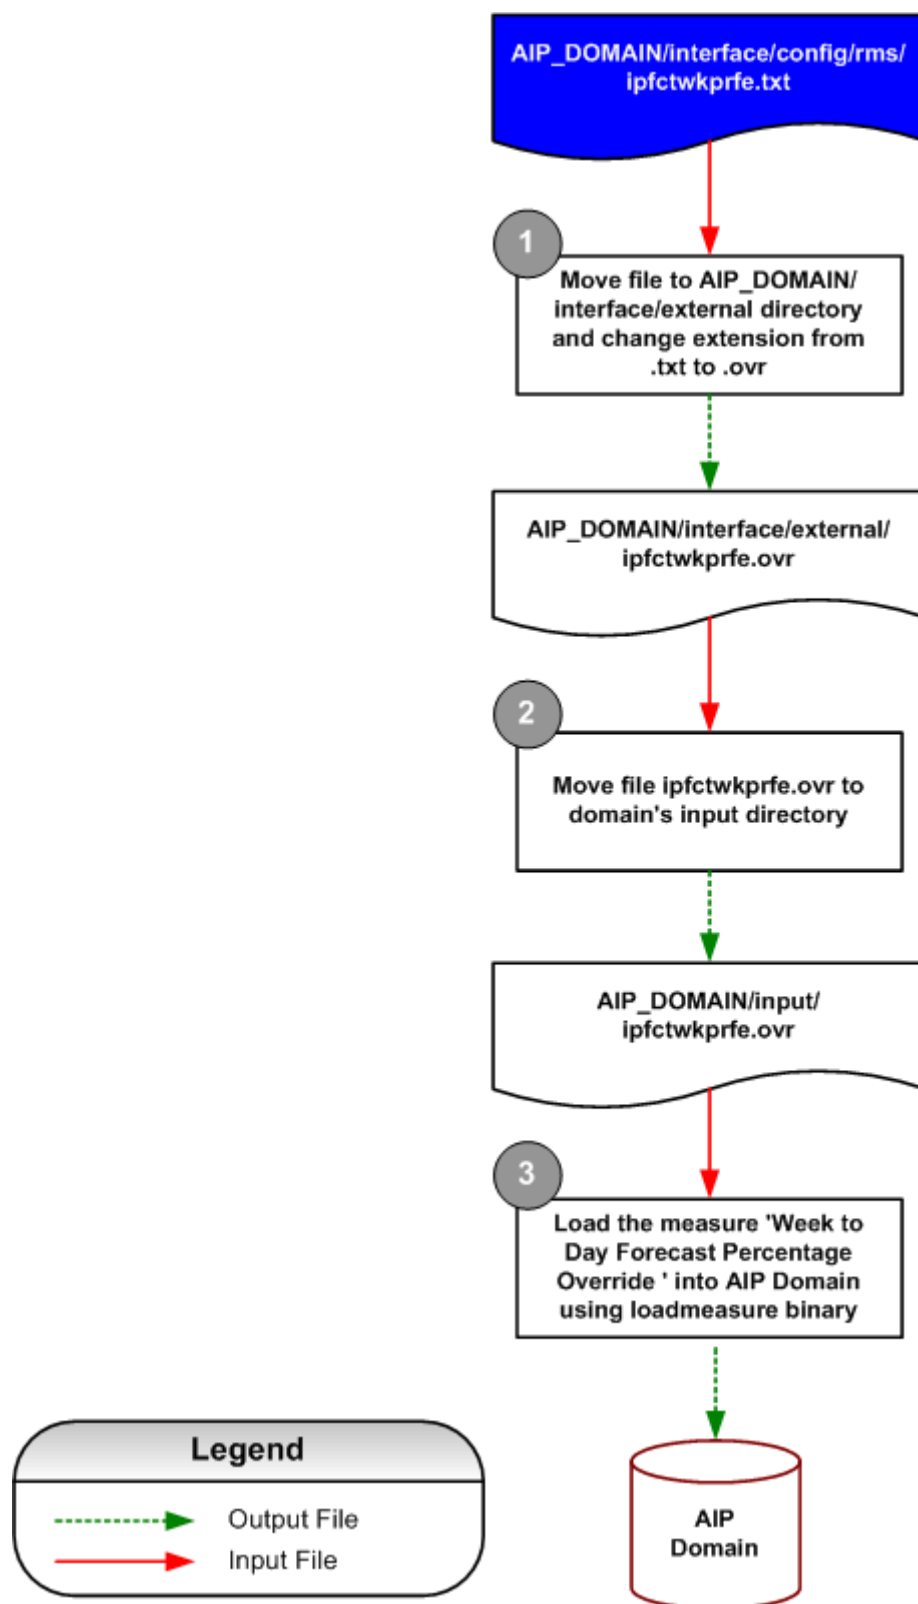 AIP_DOMAIN/interface/config/rms/
ipfctwkprfe.txt
1
Move file to AIP_DOMAIN/
interface/external directory
and change extension from
.txt to .ovr
AIP_DOMAIN/interface/external/
ipfctwkprfe.ovr
2
Move file ipfctwkprfe.ovr to
domain's input directory
AIP_DOMAIN/input/
ipfctwkprfe.ovr
3
Load the measure 'Week to
Day Forecast Percentage
Override ' into AIP Domain
using loadmeasure binary
Legend
Output File
Input File
AIP
Domain